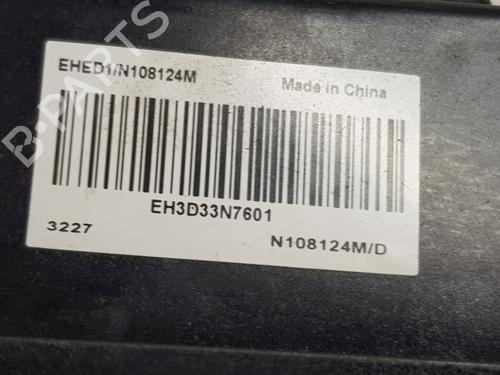 EHED1/N108124M
Made in China
EH3D33N7601
3227
N108124M/D
B-PARTS